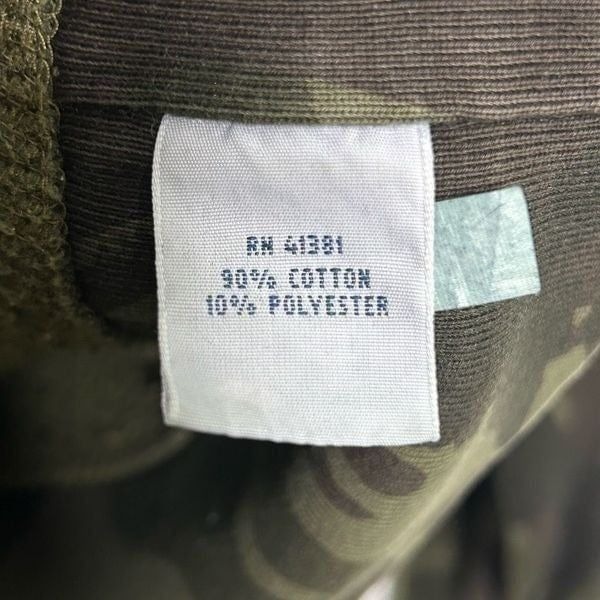 RN 41381
90% COTTON
10% POLYESTER